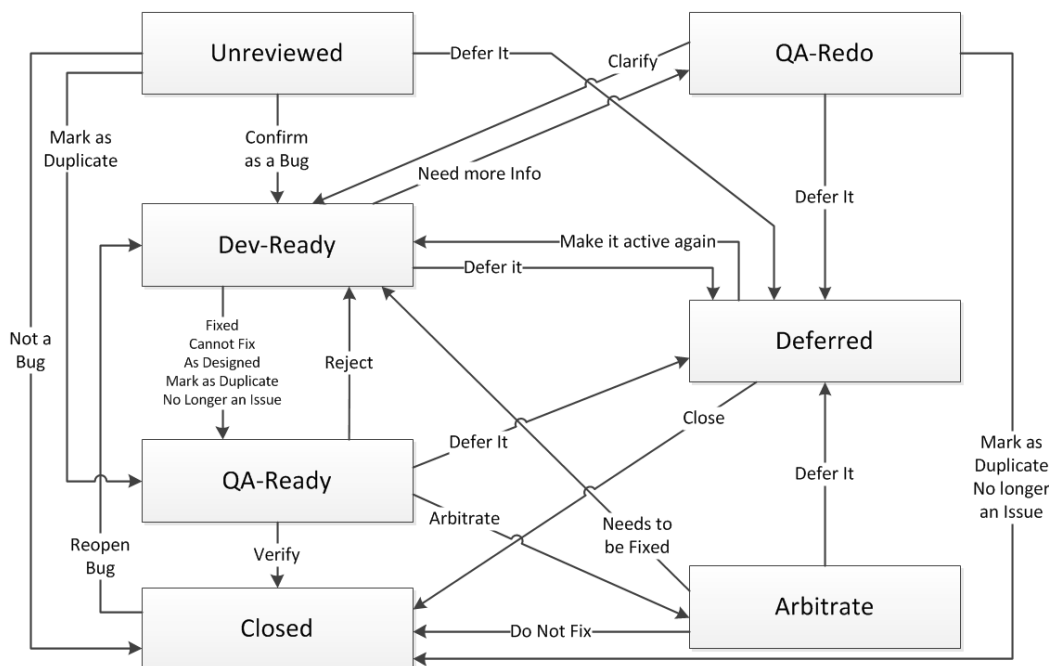 Unreviewed
Defer It
QA-Redo
Clarify
Mark as
Duplicate
Confirm
as a Bug
Need more Info
Defer It
Dev-Ready
Make it active again
Defer it
Not a
Bug
Fixed
Cannot Fix
As Designed
Mark as Duplicate
No Longer an Issue
Reject
Deferred
Close
Defer It
QA-Ready
Defer It
Mark as
Duplicate
No longer
an Issue
Arbitrate
Needs to
be Fixed
Reopen
Bug
Verify
Arbitrate
Closed
Do Not Fix